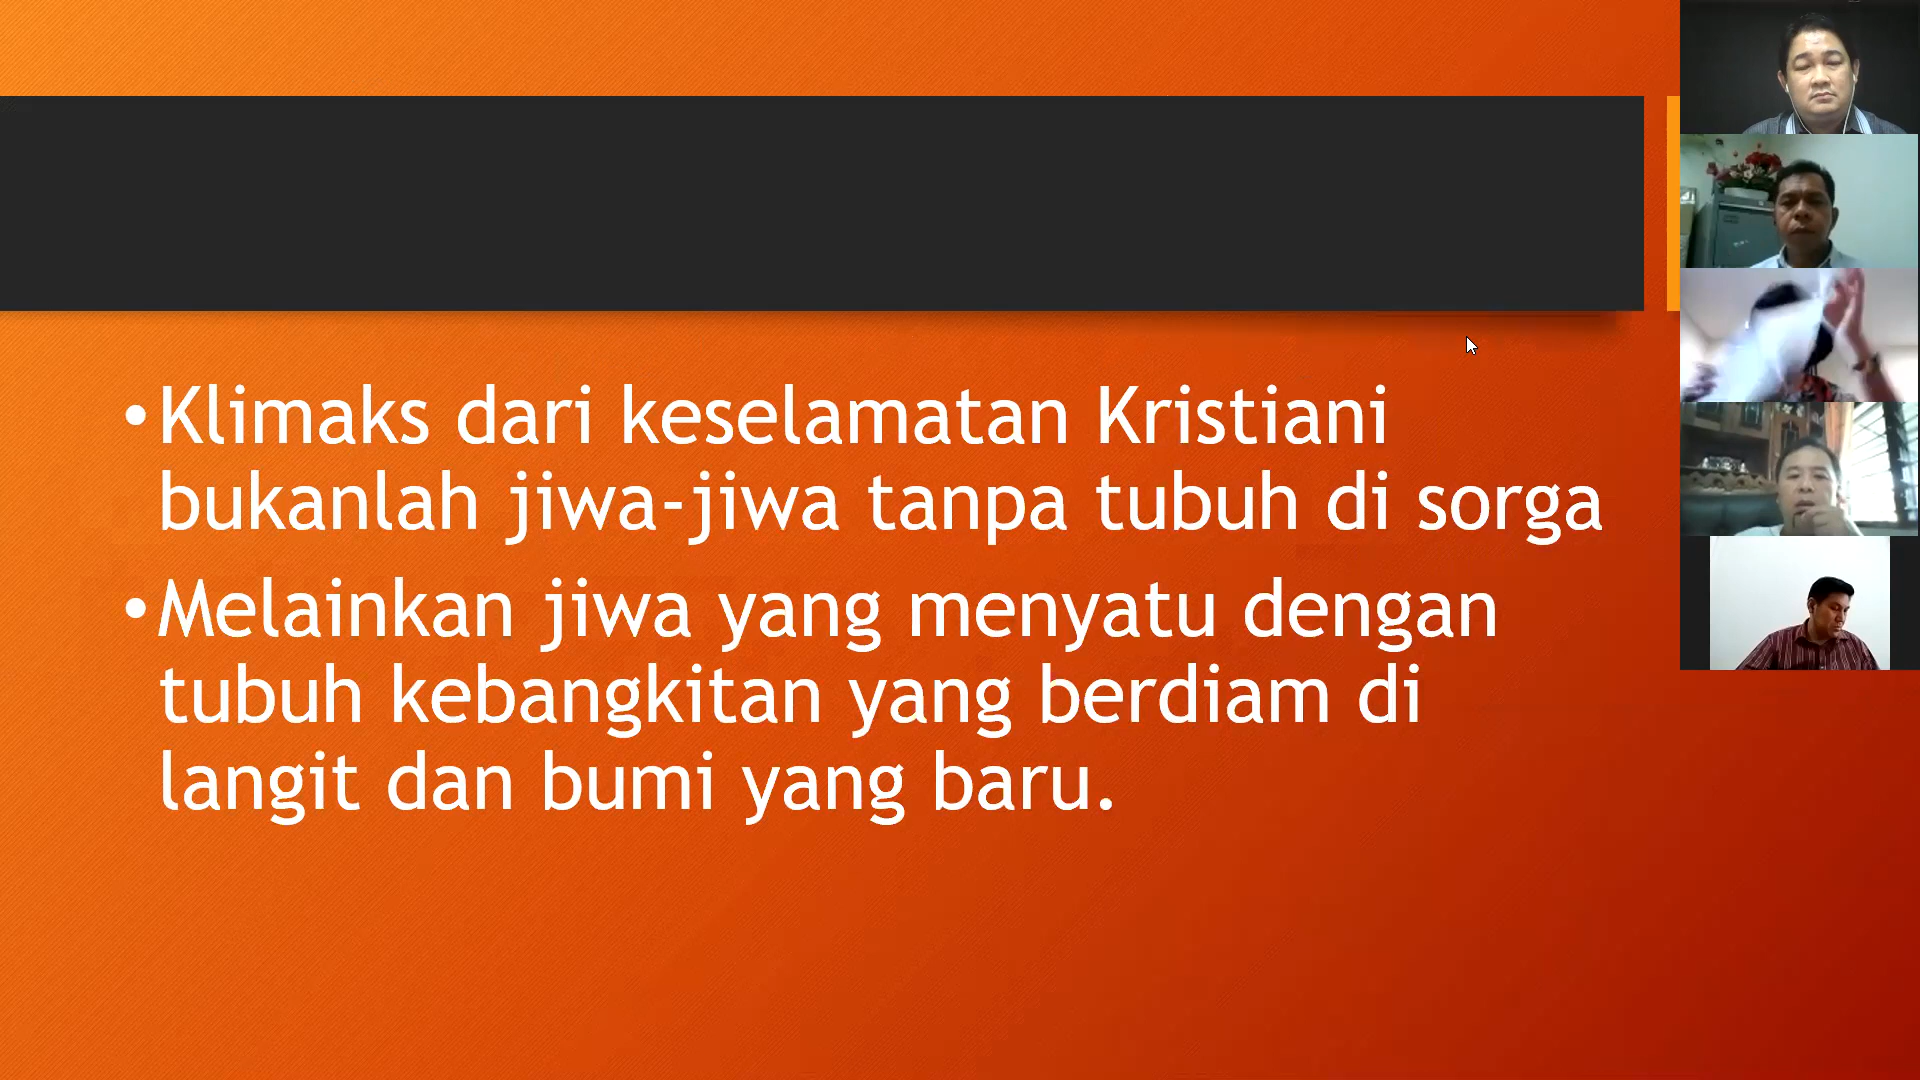 •Klimaks dari keselamatan Kristiani
bukanlah jiwa-jiwa tanpa tubuh di sorga
•Melainkan jiwa yang menyatu dengan
tubuh kebangkitan yang berdiam di
langit dan bumi yang baru.